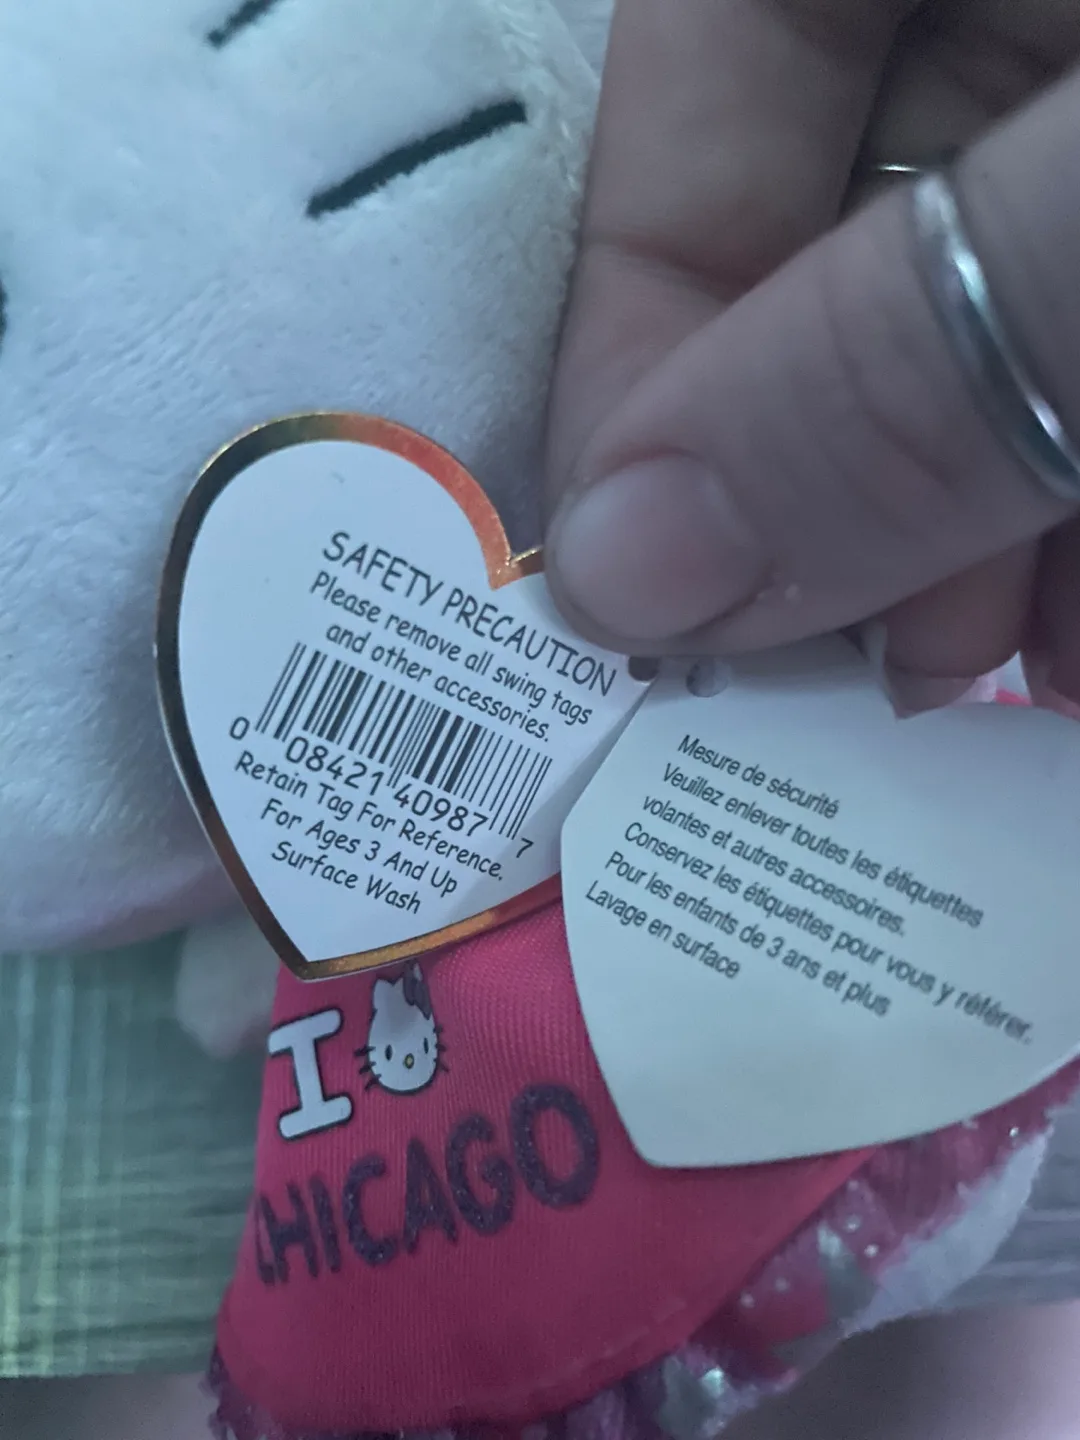 SAFETY PRECAUTION
Please remove all swing tags
and other accessories.
0 08421 40987 7
Retain Tag For Reference.
For Ages 3 And Up
Surface Wash
Mesure de sécurité
Veuillez enlever toutes les étiquettes
volantes et autres accessoires.
Conservez les étiquettes pour vous y référer.
Pour les enfants de 3 ans et plus
Lavage en surface
I
CHICAGO